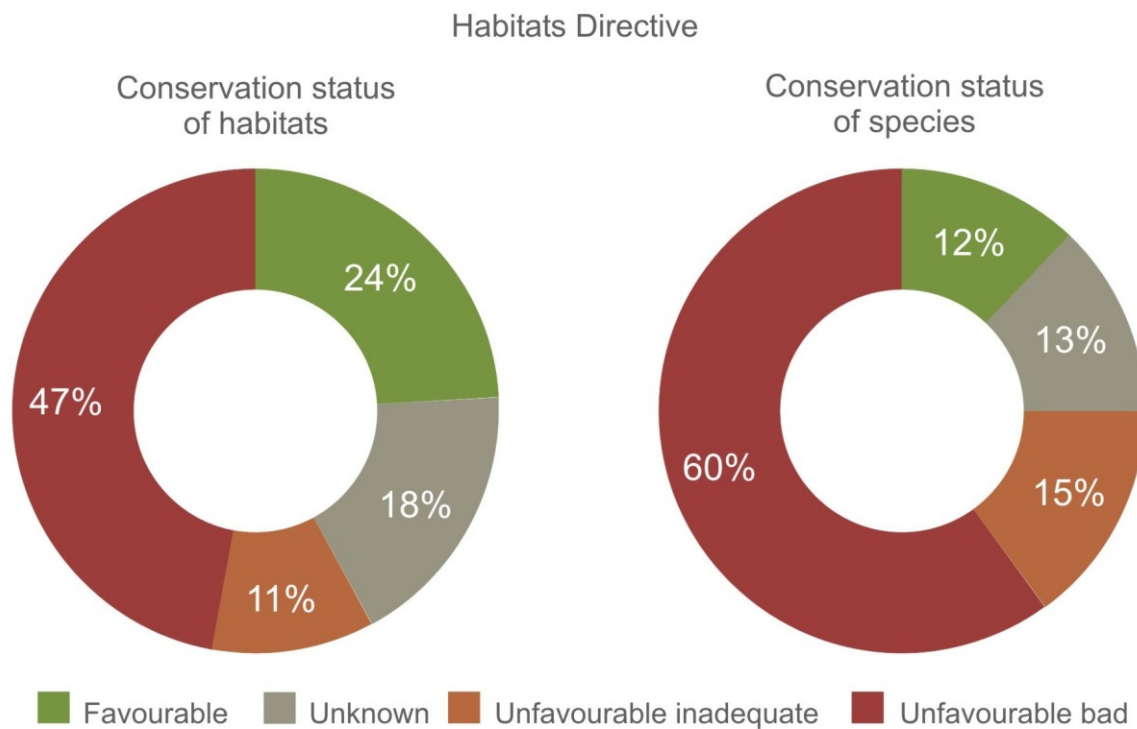 Habitats Directive
Conservation status
of habitats
24%
47%
18%
11%
Conservation status
of species
12%
13%
60%
15%
Favourable
Unknown
Unfavourable inadequate
Unfavourable bad